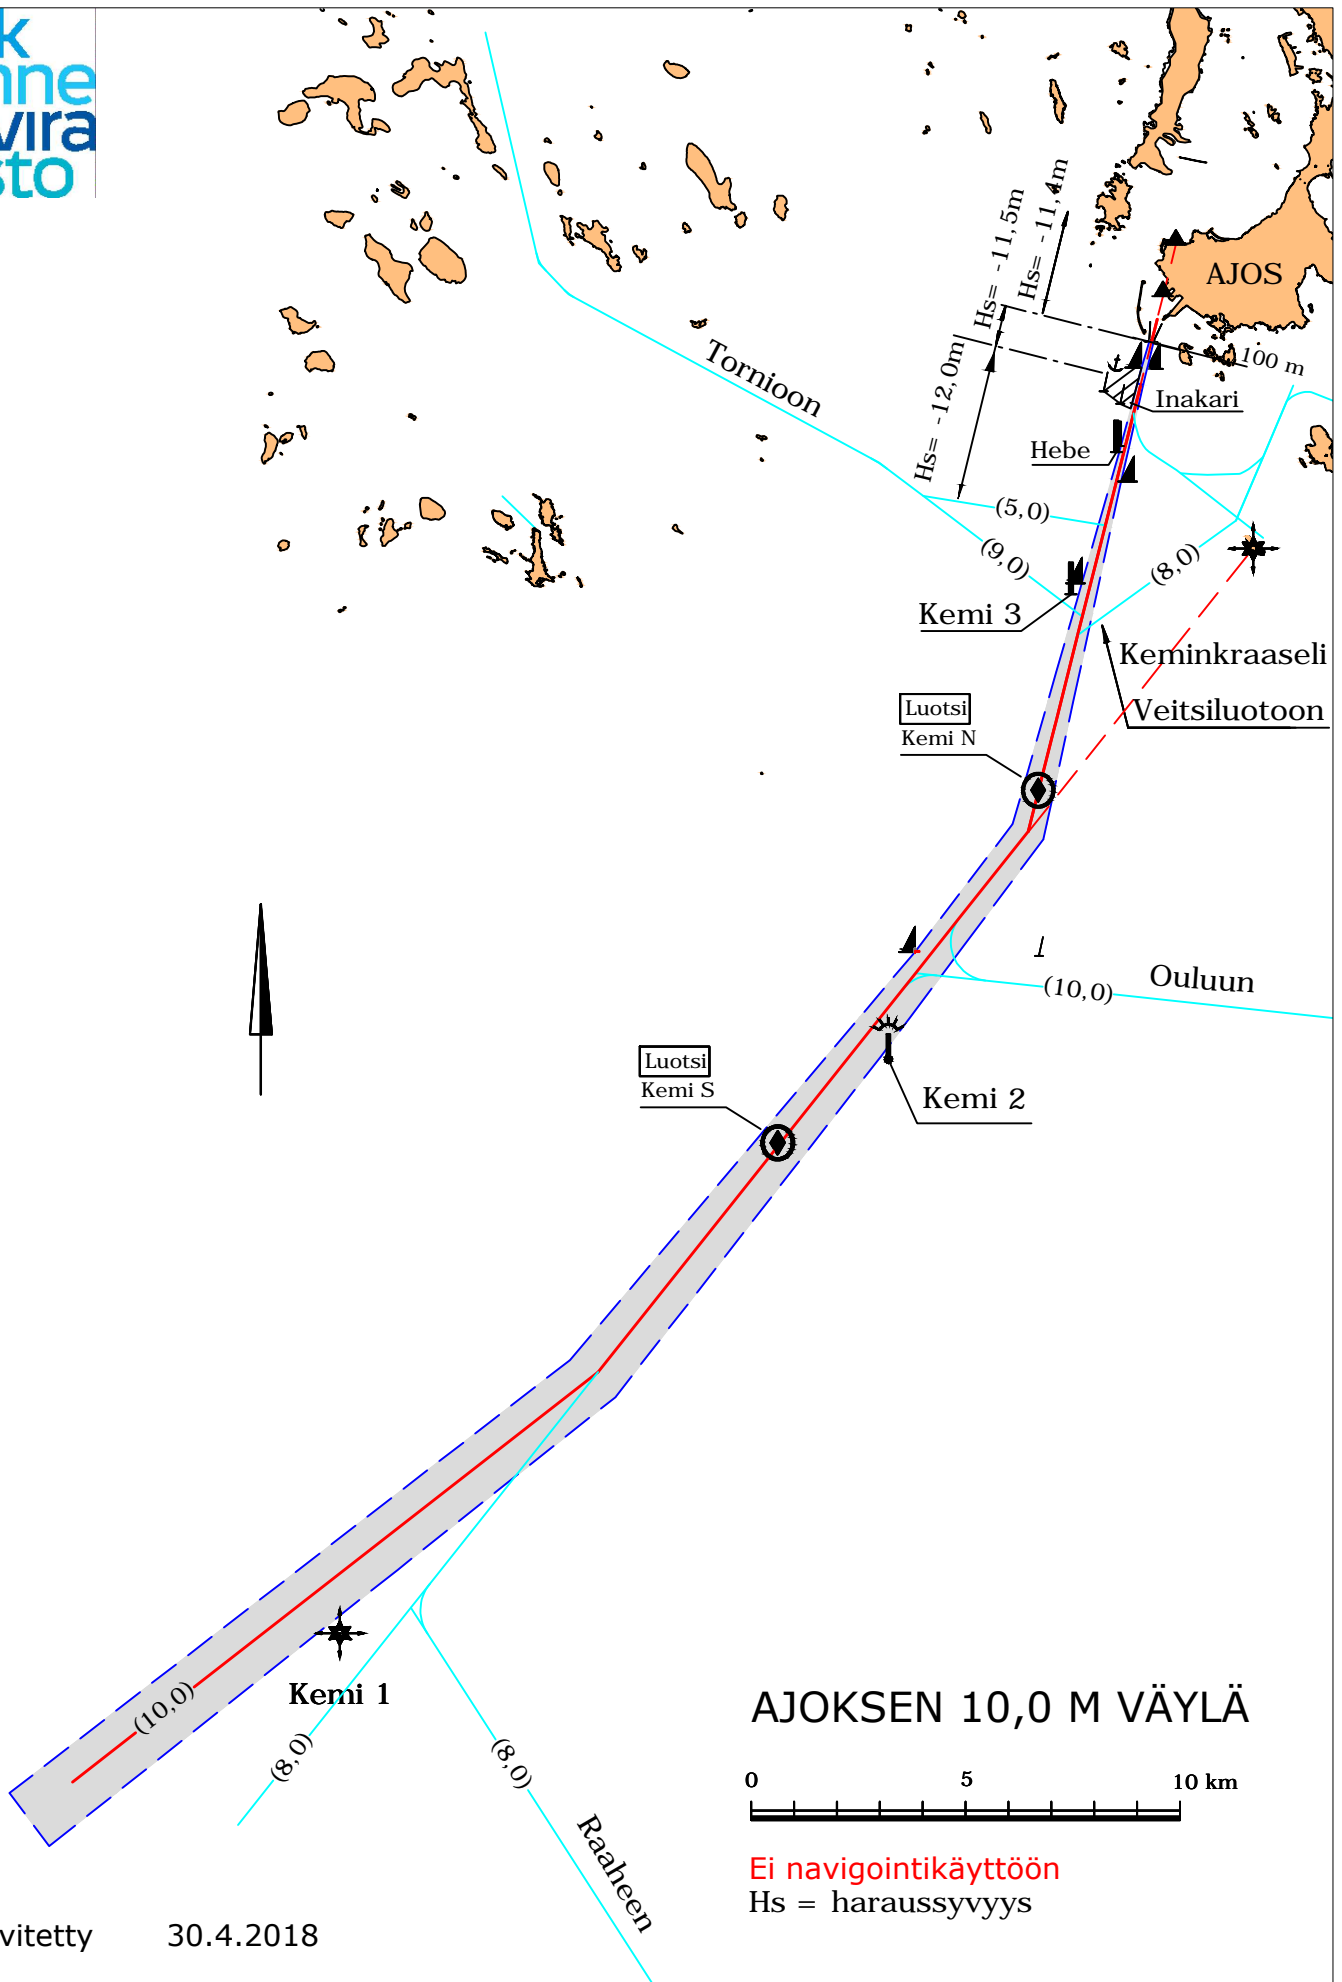 k
nne
vira
sto
AJOS
Hs= -11,5m
Hs= -11,4m
Hs= -12,0m
100 m
Tornioon
Inakari
Hebe
(5,0)
(9,0)
(8,0)
Kemi 3
Keminkraaseli
Veitsiluotoon
Luotsi
Kemi N
Ouluun
(10,0)
Luotsi
Kemi S
Kemi 2
Kemi 1
(10,0)
(8,0)
(8,0)
Raaheen
AJOKSEN 10,0 M VÄYLÄ
0 5 10 km
Ei navigointikäyttöön
Hs = haraussyvyys
vitetty 30.4.2018